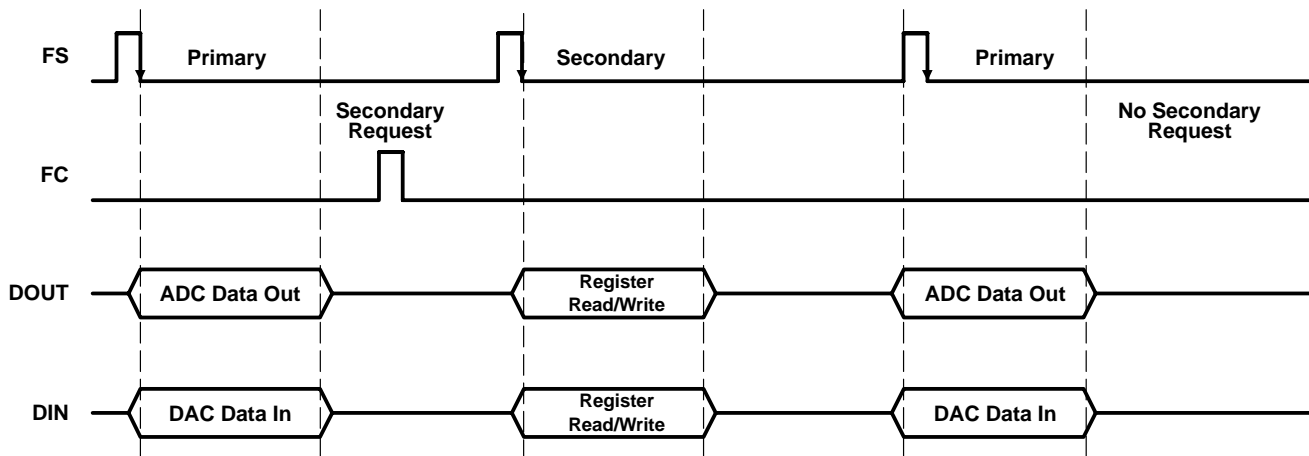 FS
Primary
Secondary
Primary
Secondary
Request
No Secondary
Request
FC
DOUT
ADC Data Out
Register
Read/Write
ADC Data Out
DIN
DAC Data In
Register
Read/Write
DAC Data In